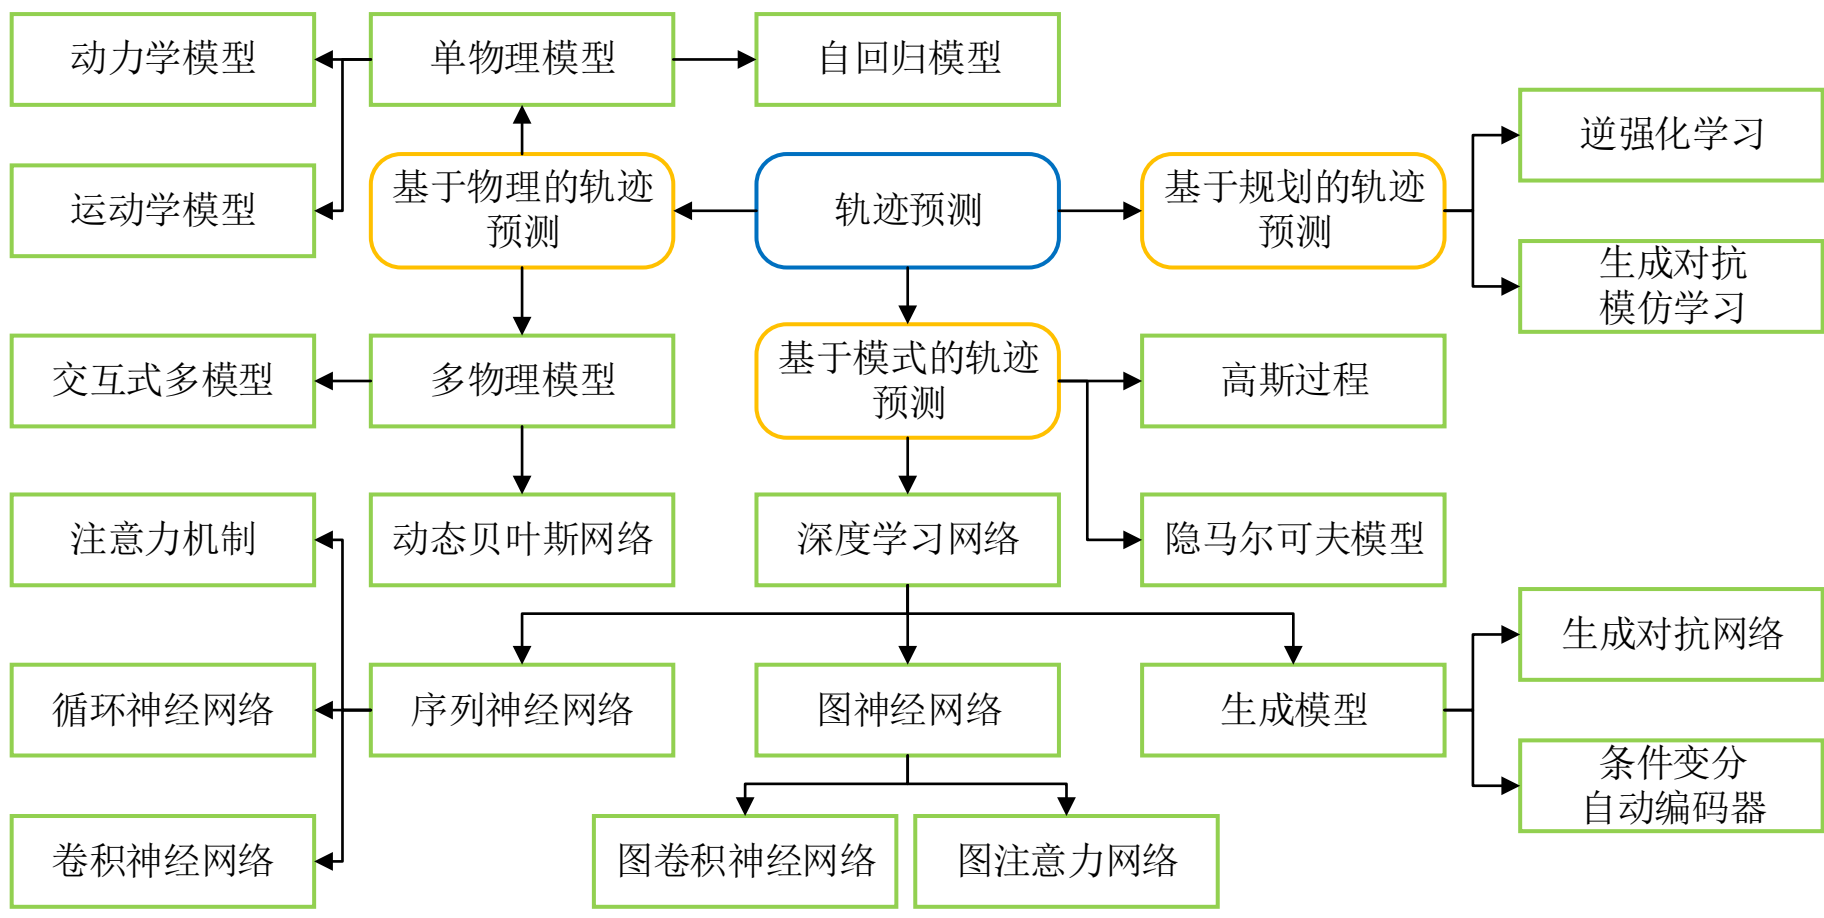 动力学模型
单物理模型
自回归模型
逆强化学习
运动学模型
基于物理的轨迹
预测
轨迹预测
基于规划的轨迹
预测
生成对抗
模仿学习
交互式多模型
多物理模型
基于模式的轨迹
预测
高斯过程
注意力机制
动态贝叶斯网络
深度学习网络
隐马尔可夫模型
生成对抗网络
循环神经网络
序列神经网络
图神经网络
生成模型
条件变分
自动编码器
卷积神经网络
图卷积神经网络
图注意力网络